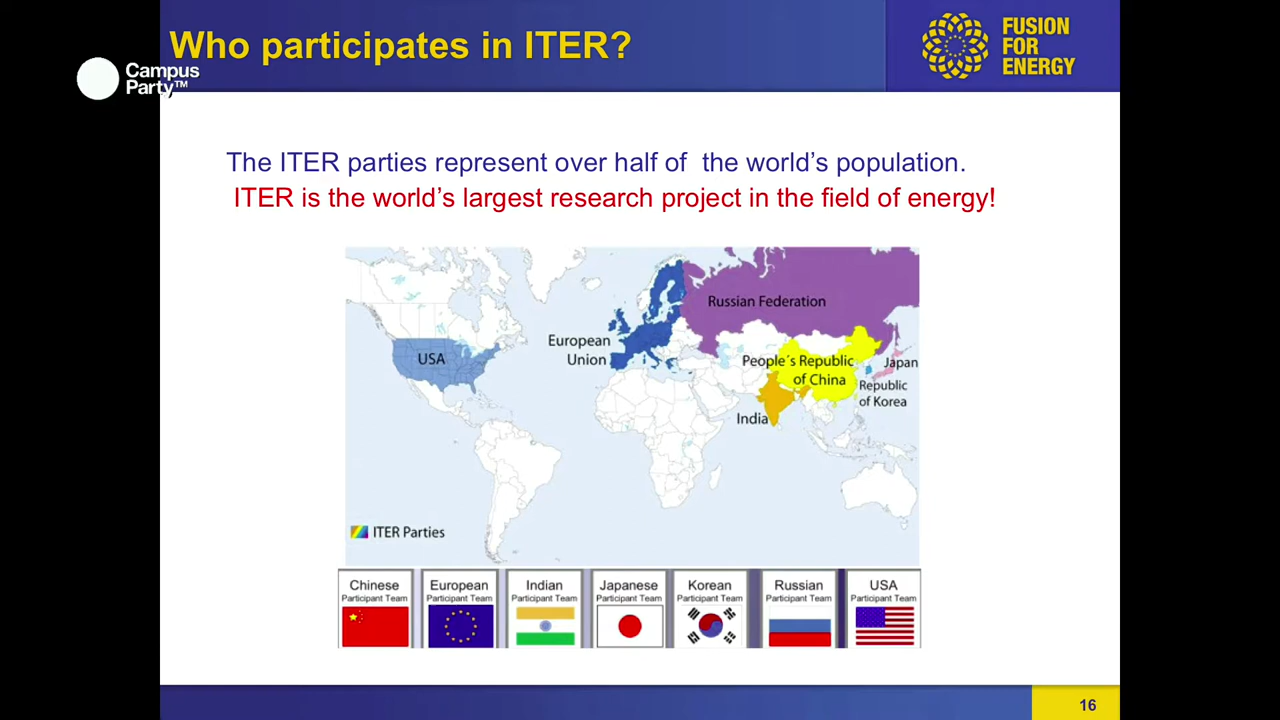 Who participates in ITER?
FUSION
FOR
ENERGY
Campus
Party™
The ITER parties represent over half of  the world’s population.
ITER is the world’s largest research project in the field of energy!
Russian Federation
European
Union
USA
People´s Republic
of China
Japan
Republic
of Korea
India
ITER Parties
Chinese
Participant Team
European
Participant Team
Indian
Participant Team
Japanese
Participant Team
Korean
Participant Team
Russian
Participant Team
USA
Participant Team
16